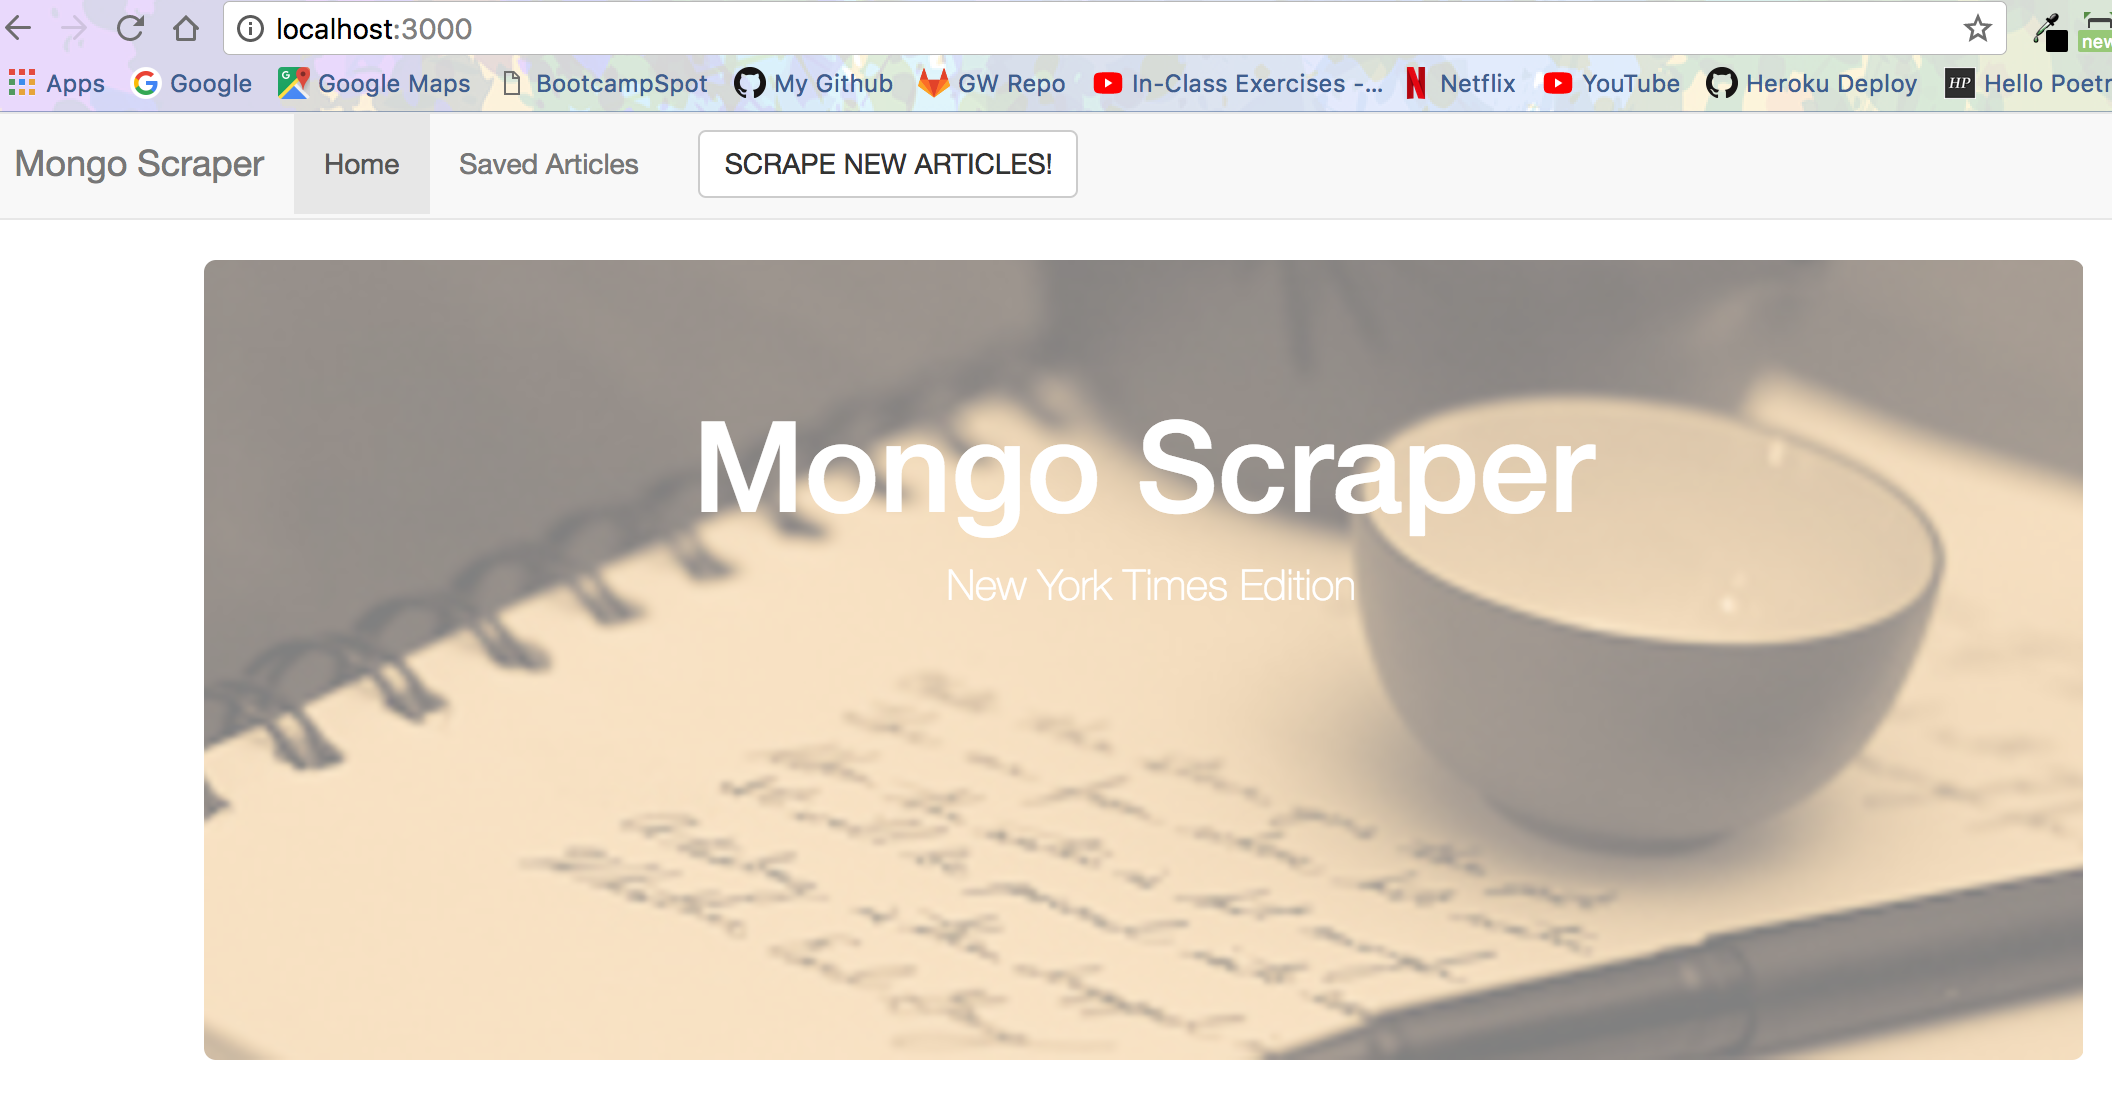 localhost:3000
new
Apps Google Google Maps BootcampSpot My Github GW Repo In-Class Exercises -... Netflix YouTube Heroku Deploy HP Hello Poetr
Mongo Scraper Home Saved Articles SCRAPE NEW ARTICLES!
Mongo Scraper
New York Times Edition